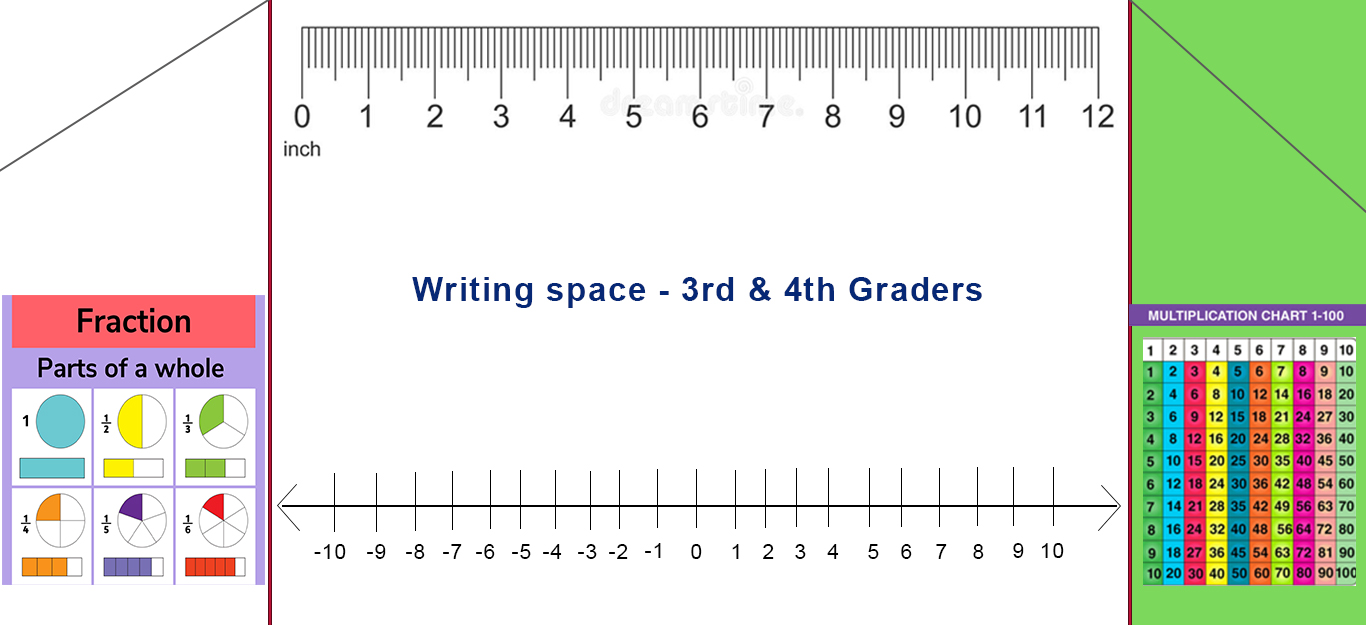 0 1 2 3 4 5 6 7 8 9 10 11 12
inch
dreamstime.
Writing space - 3rd & 4th Graders
-10 -9 -8 -7 -6 -5 -4 -3 -2 -1 0 1 2 3 4 5 6 7 8 9 10
Fraction
Parts of a whole
1 1/2 1/3
1/4 1/5 1/6
MULTIPLICATION CHART 1-100
1 2 3 4 5 6 7 8 9 10
1 2 3 4 5 6 7 8 9 10
2 4 6 8 10 12 14 16 18 20
3 6 9 12 15 18 21 24 27 30
4 8 12 16 20 24 28 32 36 40
5 10 15 20 25 30 35 40 45 50
6 12 18 24 30 36 42 48 54 60
7 14 21 28 35 42 49 56 63 70
8 16 24 32 40 48 56 64 72 80
9 18 27 36 45 54 63 72 81 90
10 20 30 40 50 60 70 80 90 100